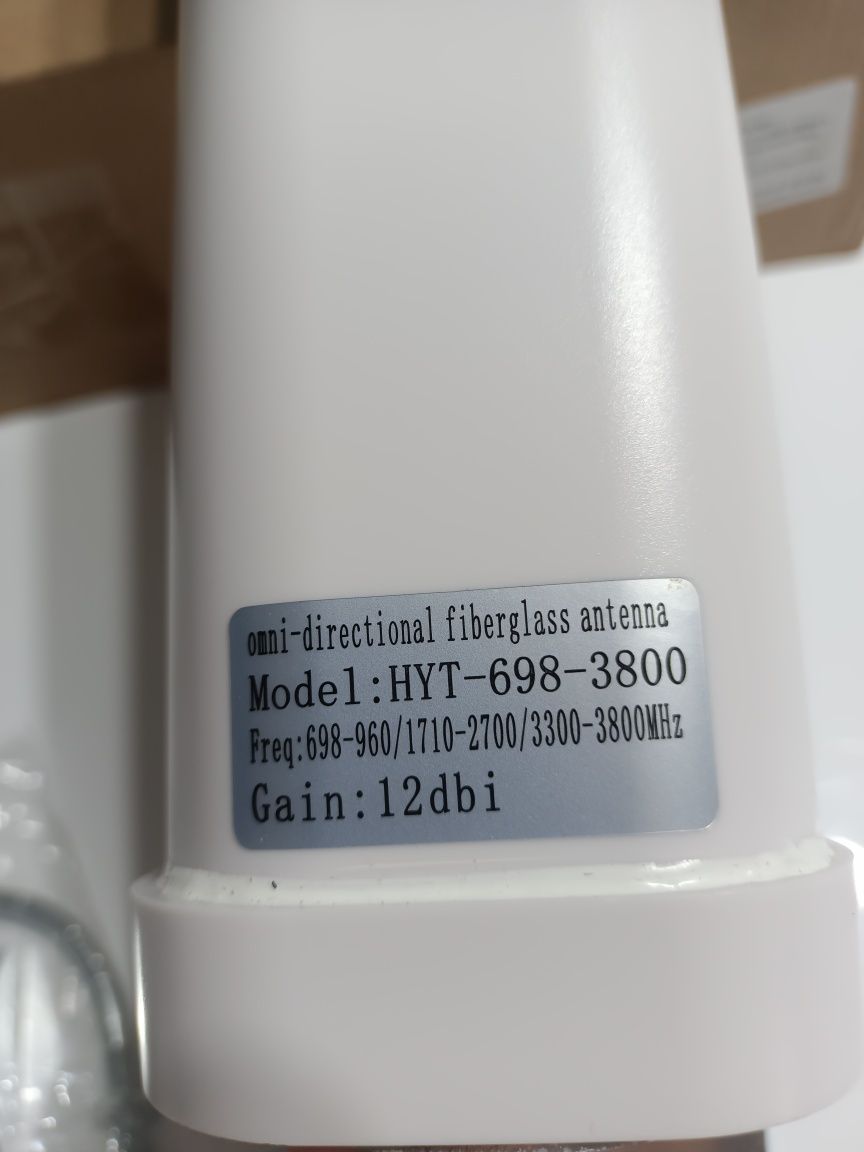 omni-directional fiberglass antenna
Model:HYT-698-3800
Freq:698-960/1710-2700/3300-3800MHz
Gain:12dbi